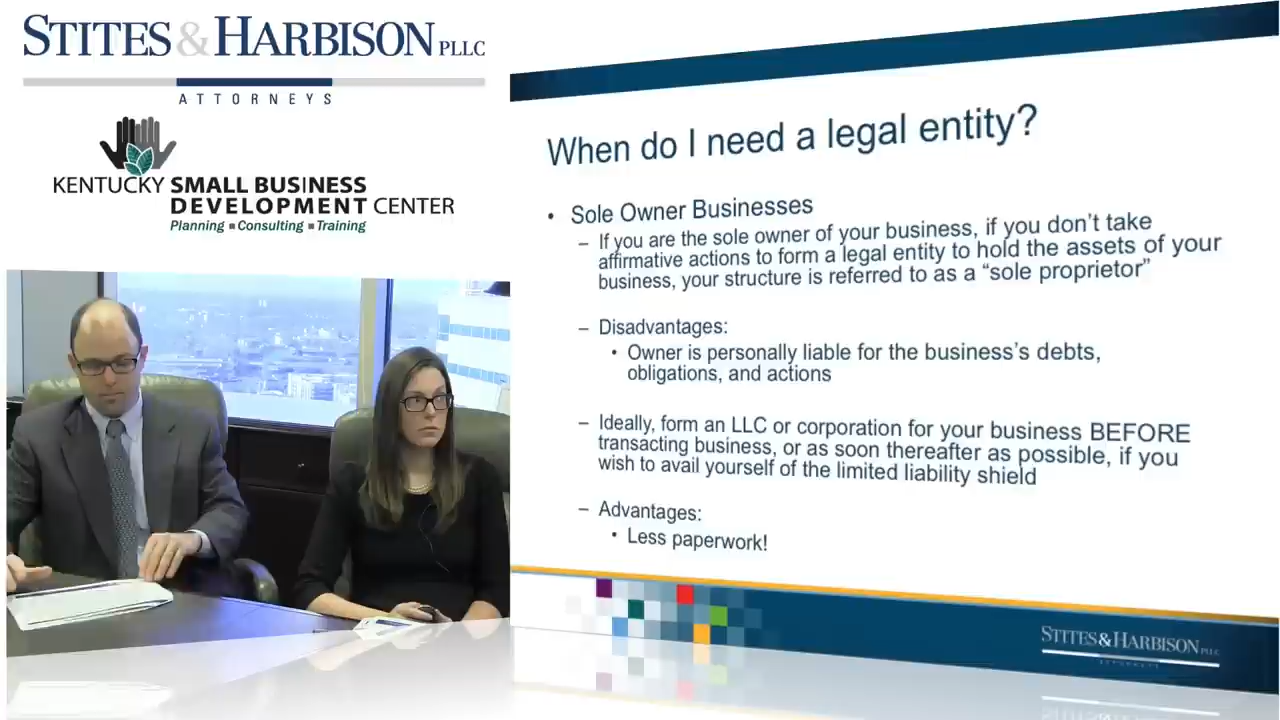 STITES & HARBISON PLLC
ATTORNEYS
KENTUCKY SMALL BUSINESS
DEVELOPMENT CENTER
Planning ■ Consulting ■ Training
When do I need a legal entity?
• Sole Owner Businesses
– If you are the sole owner of your business, if you don't take
affirmative actions to form a legal entity to hold the assets of your
business, your structure is referred to as a “sole proprietor”
– Disadvantages:
• Owner is personally liable for the business's debts,
obligations, and actions
– Ideally, form an LLC or corporation for your business BEFORE
transacting business, or as soon thereafter as possible, if you
wish to avail yourself of the limited liability shield
– Advantages:
• Less paperwork!
STITES & HARBISON PLLC
ATTORNEYS